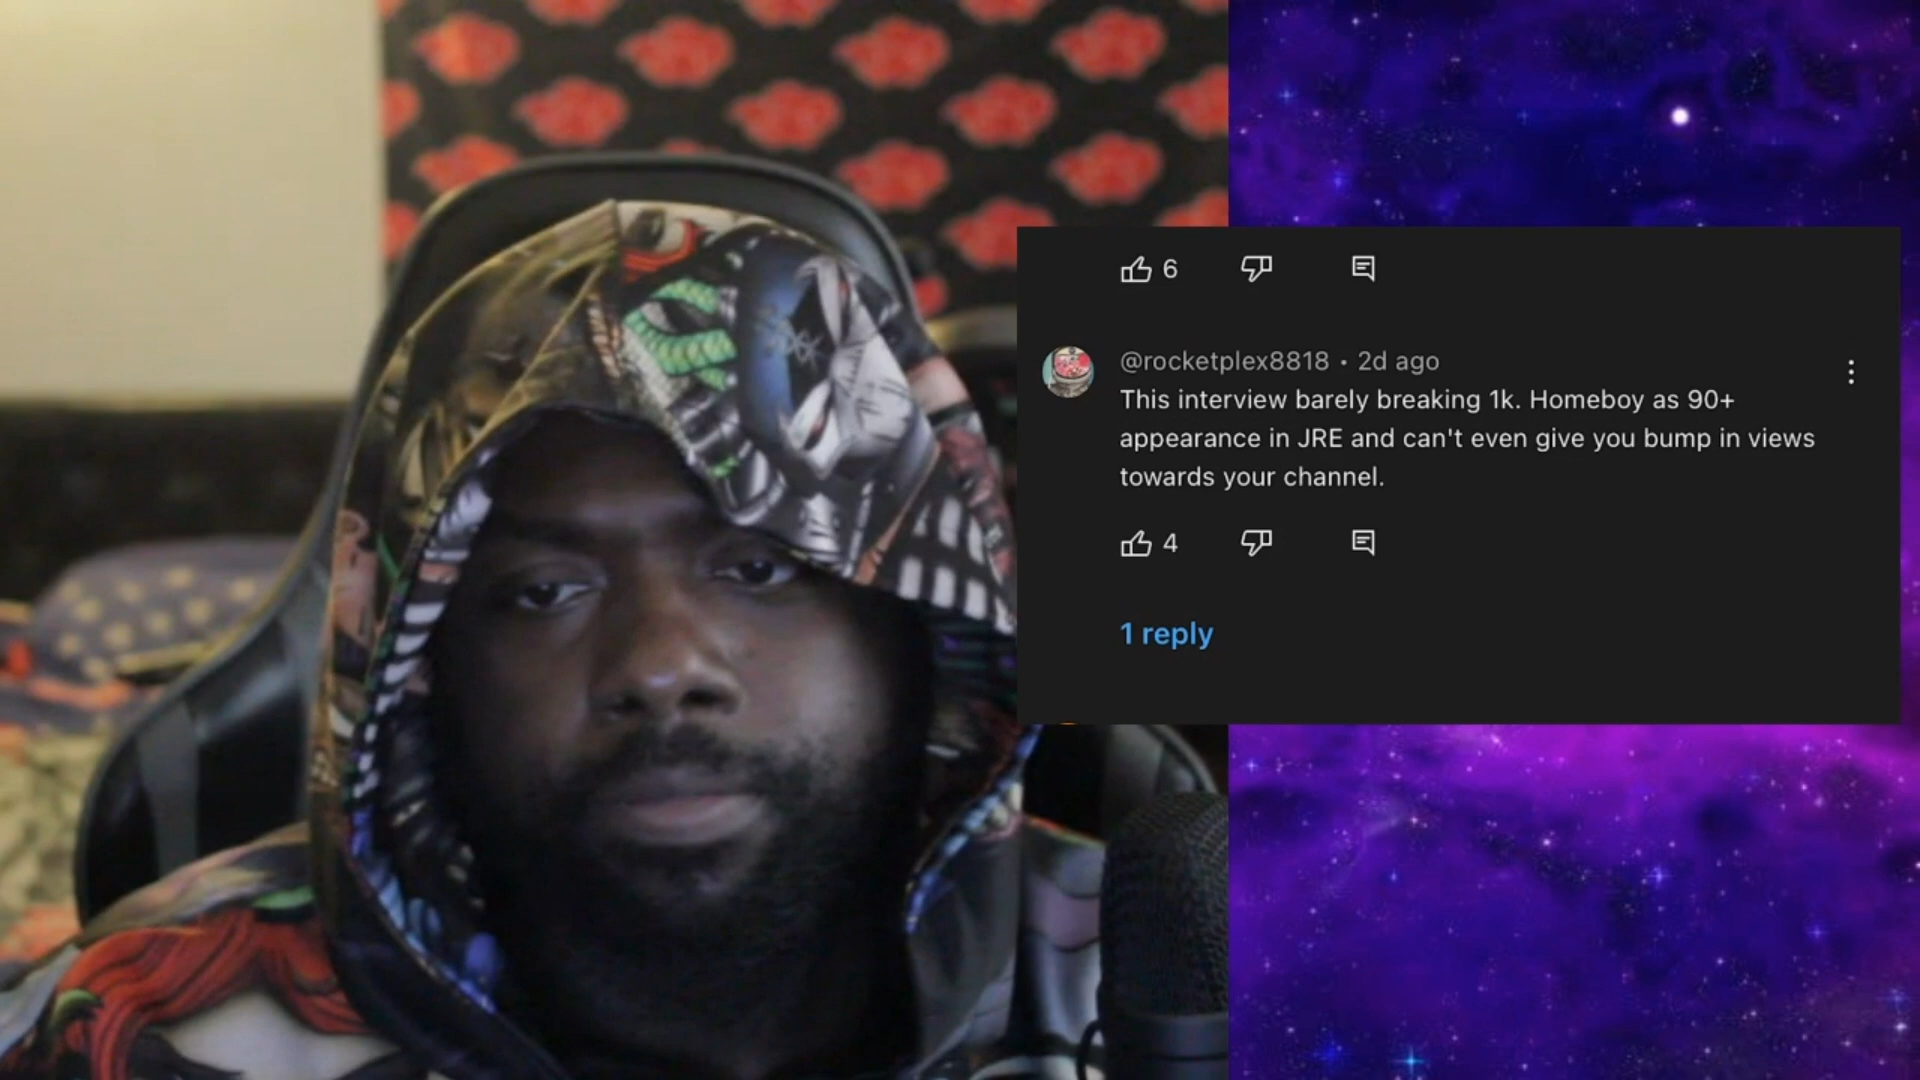 6
@rocketplex8818 • 2d ago
This interview barely breaking 1k. Homeboy as 90+
appearance in JRE and can't even give you bump in views
towards your channel.
4
1 reply